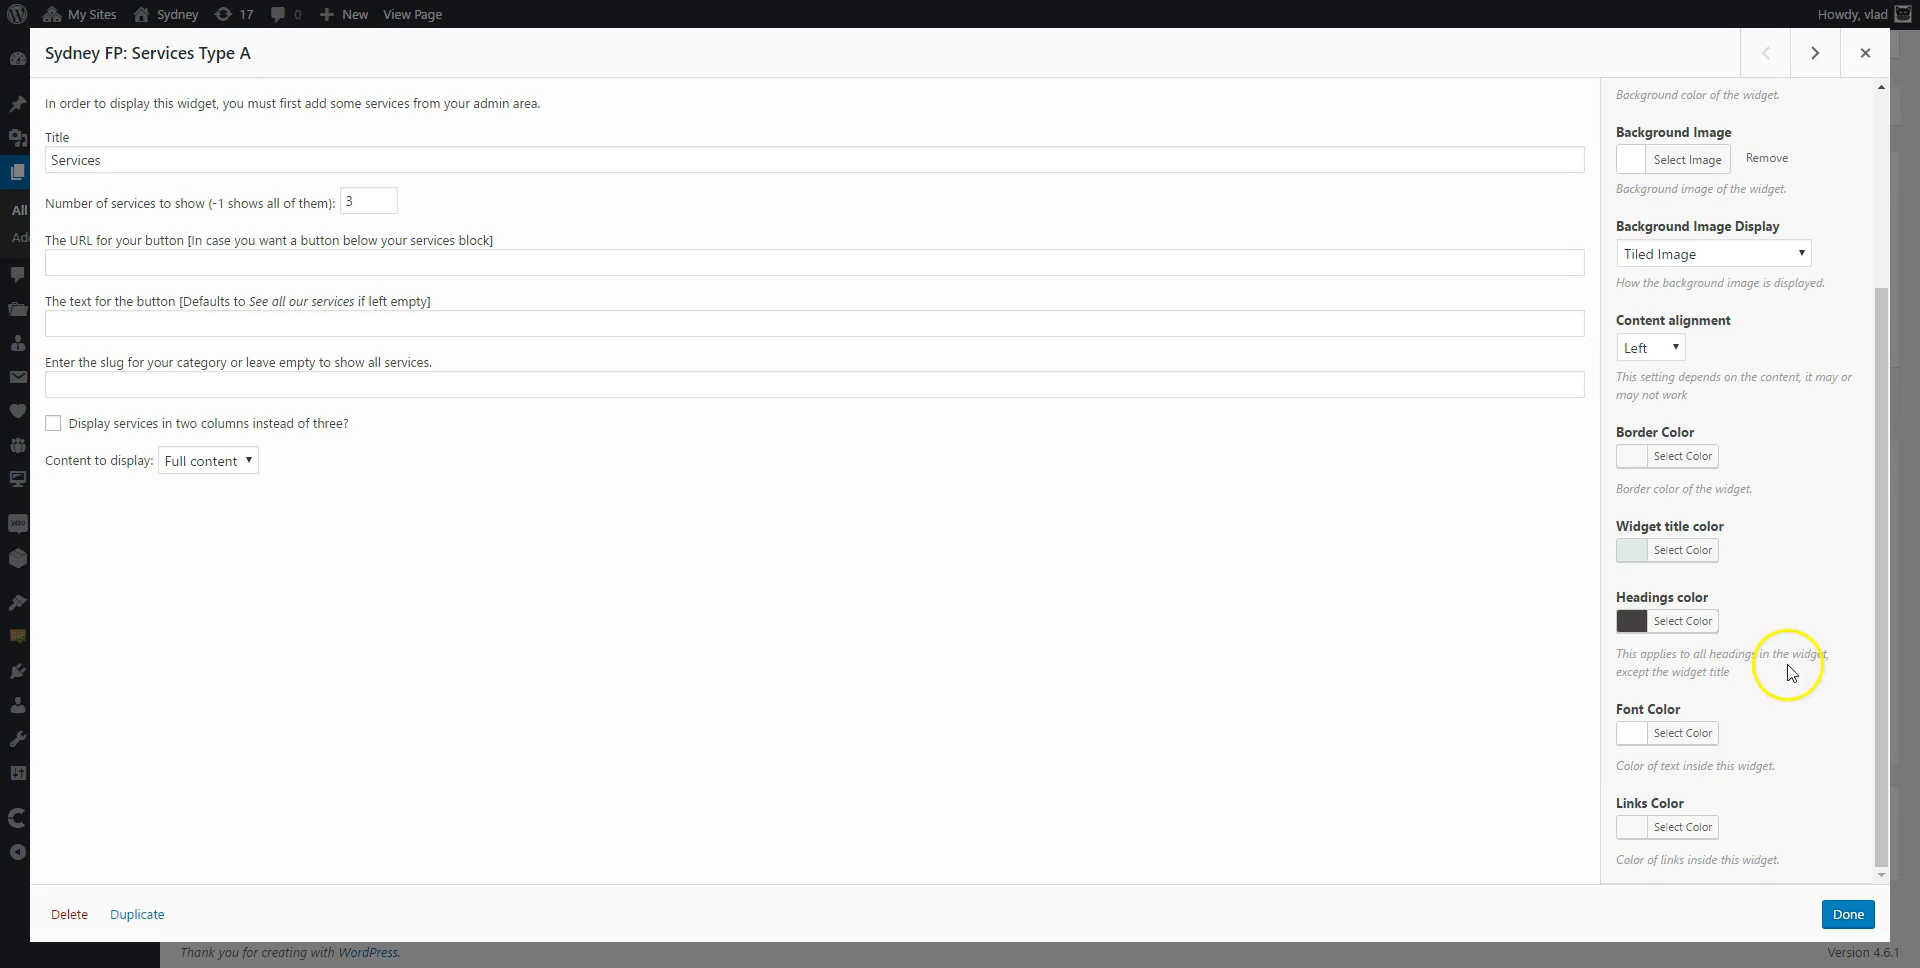 My Sites Sydney 17 0 New View Page Howdy, vlad
Sydney FP: Services Type A
In order to display this widget, you must first add some services from your admin area.
Title
Services
Number of services to show (-1 shows all of them): 3
The URL for your button [In case you want a button below your services block]
The text for the button [Defaults to See all our services if left empty]
Enter the slug for your category or leave empty to show all services.
Display services in two columns instead of three?
Content to display: Full content
Background color of the widget.
Background Image
Select Image Remove
Background image of the widget.
Background Image Display
Tiled Image
How the background image is displayed.
Content alignment
Left
This setting depends on the content, it may or
may not work
Border Color
Select Color
Border color of the widget.
Widget title color
Select Color
Headings color
Select Color
This applies to all headings in the widget,
except the widget title
Font Color
Select Color
Color of text inside this widget.
Links Color
Select Color
Color of links inside this widget.
All
Add
Woo
Delete Duplicate Done
Thank you for creating with WordPress. Version 4.6.1